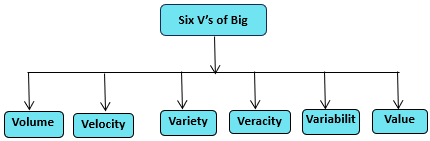 Six V's of Big
Volume
Velocity
Variety
Veracity
Variabilit
Value